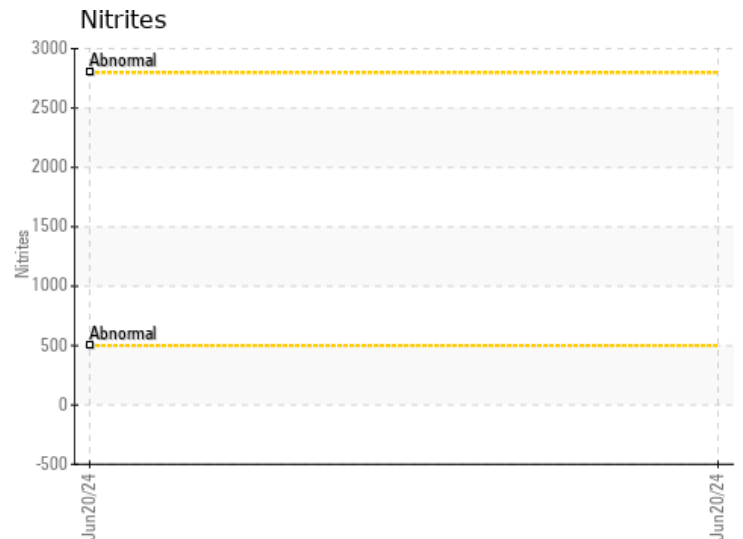 Nitrites
3000
Abnormal
2500
2000
1500
Nitrites
1000
Abnormal
500
0
-500
Jun20/24
Jun20/24